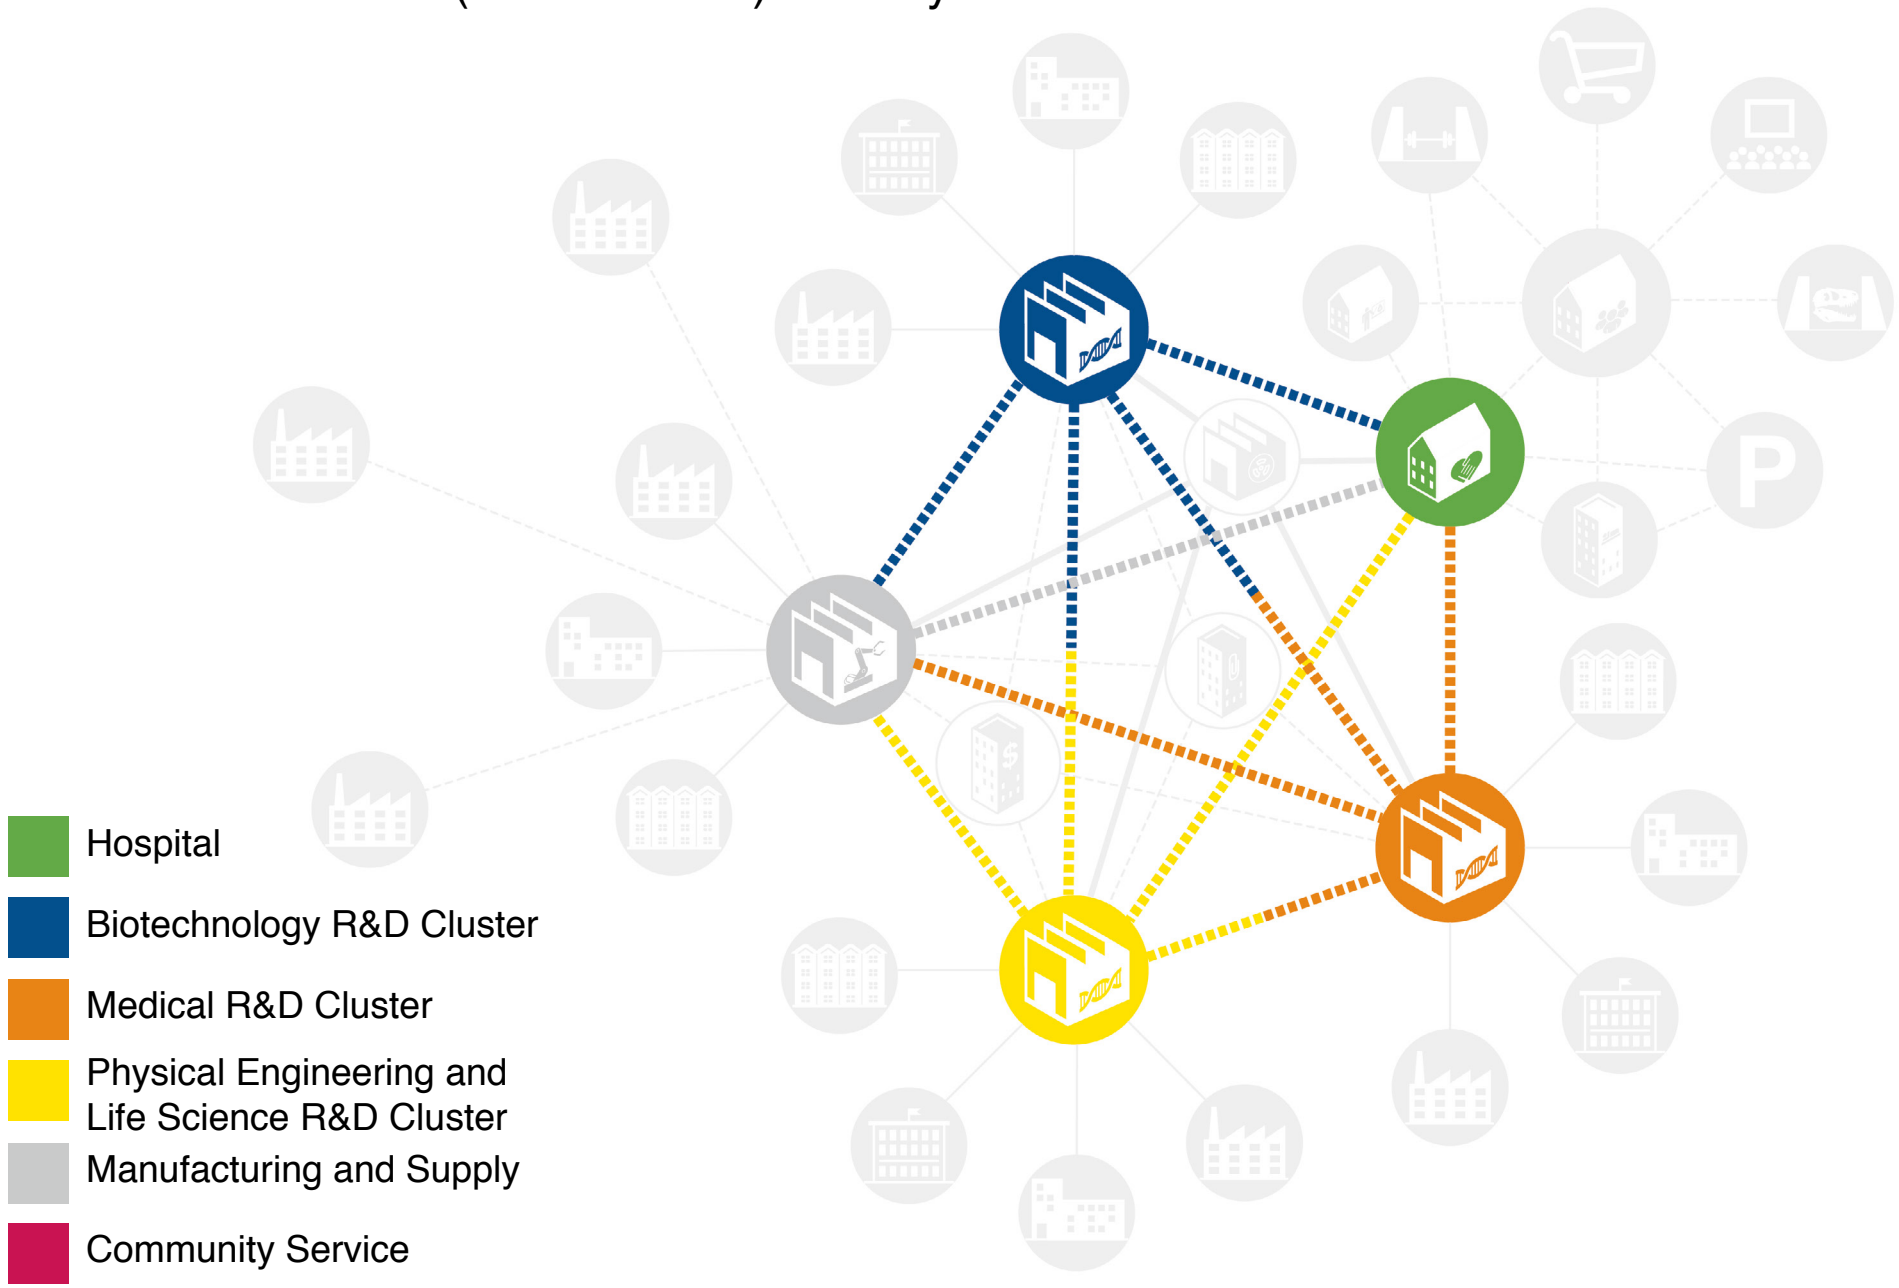 P
$
Hospital
Biotechnology R&D Cluster
Medical R&D Cluster
Physical Engineering and
Life Science R&D Cluster
Manufacturing and Supply
Community Service